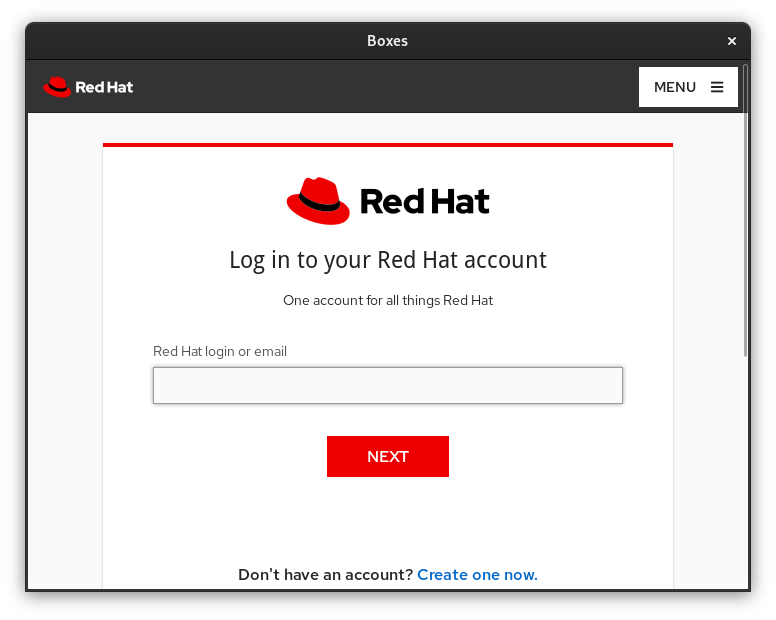 Boxes
Red Hat
MENU
Red Hat
Log in to your Red Hat account
One account for all things Red Hat
Red Hat login or email
NEXT
Don't have an account? Create one now.